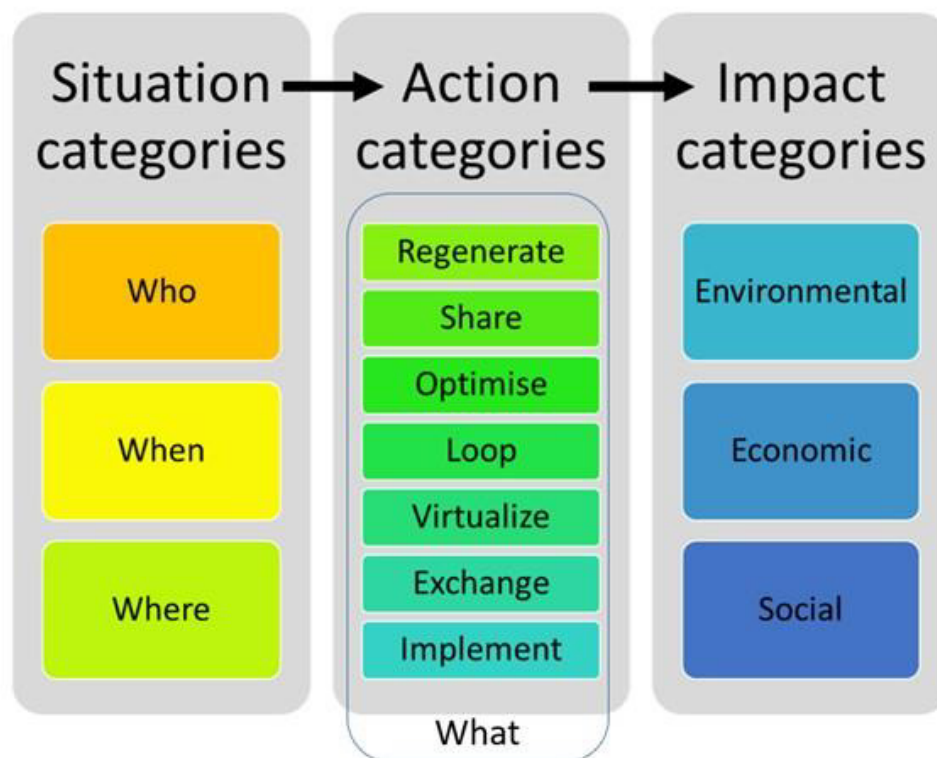 Situation
categories
Who
When
Where
Action
categories
Regenerate
Share
Optimise
Loop
Virtualize
Exchange
Implement
What
Impact
categories
Environmental
Economic
Social